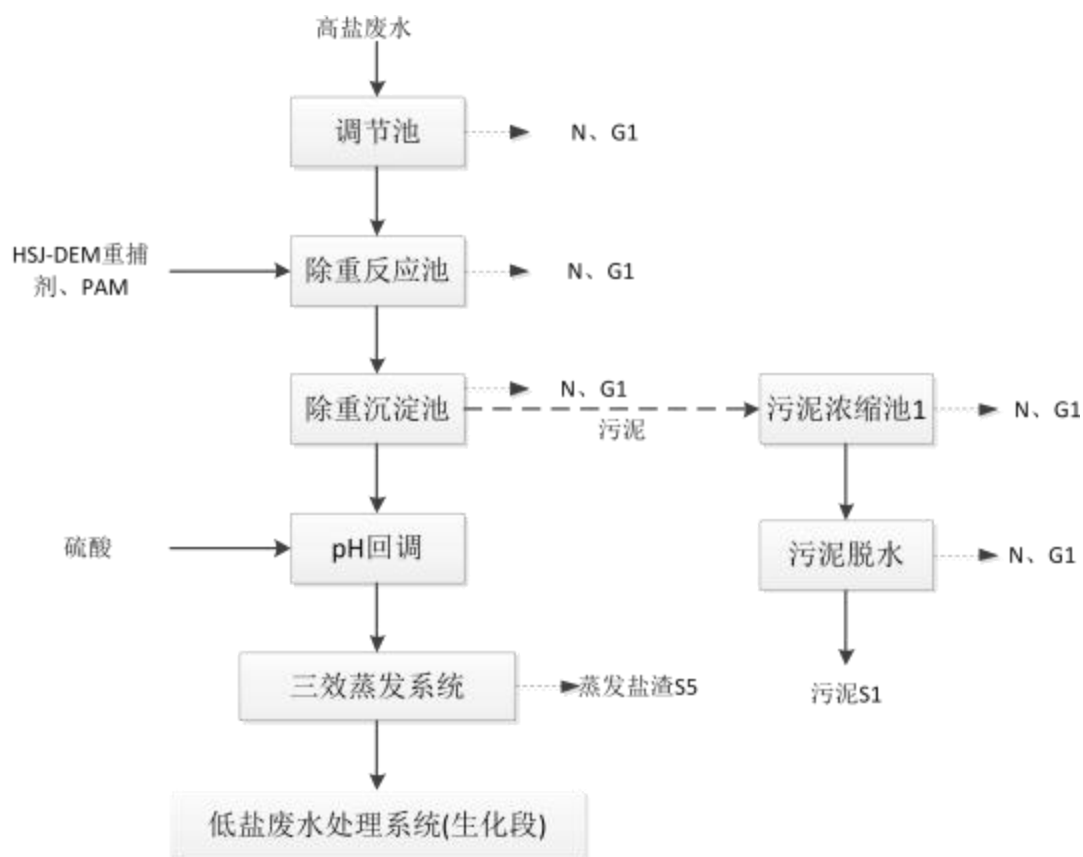 高盐废水
调节池
N、G1
HSJ-DEM重捕
剂、PAM
除重反应池
N、G1
除重沉淀池
N、G1
污泥
污泥浓缩池1
N、G1
硫酸
pH回调
污泥脱水
N、G1
三效蒸发系统
蒸发盐渣S5
污泥S1
低盐废水处理系统(生化段)